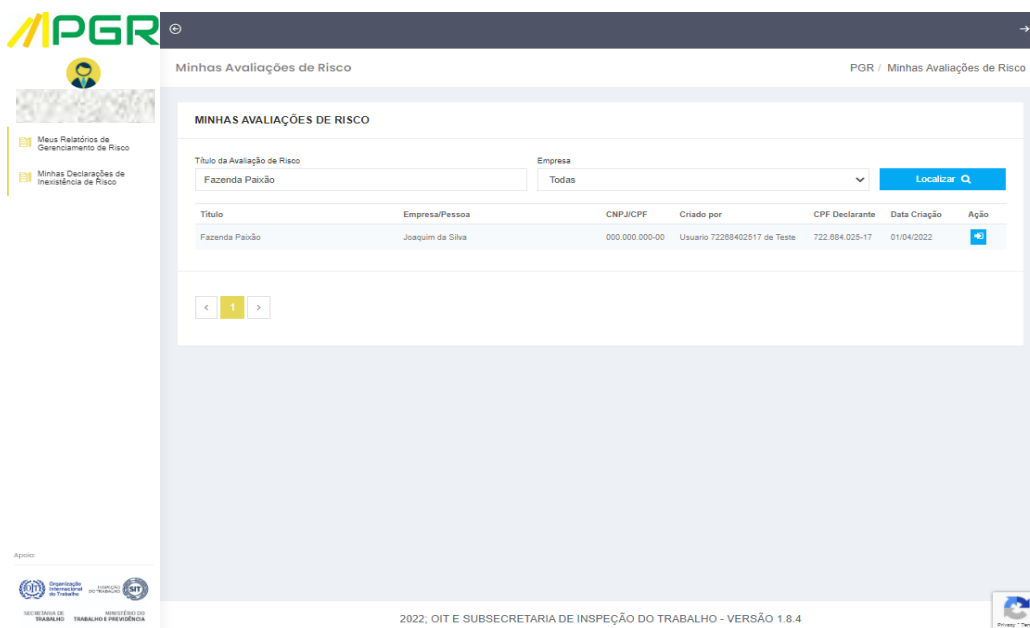 PGR
Minhas Avaliações de Risco
PGR / Minhas Avaliações de Risco
Meus Relatórios de
Gerenciamento de Risco
Minhas Declarações de
Inexistência de Risco
MINHAS AVALIAÇÕES DE RISCO
Título da Avaliação de Risco
Empresa
Fazenda Paixão
Todas
Localizar
Título Empresa/Pessoa CNPJ/CPF Criado por CPF Declarante Data Criação Ação
Fazenda Paixão Joaquim da Silva 000.000.000-00 Usuario 72268402517 de Teste 722.684.025-17 01/04/2022
< 1 >
Apoio:
Organização
Internacional
do Trabalho
INSPEÇÃO
DO TRABALHO
SIT
SECRETARIA DE
TRABALHO
MINISTÉRIO DO
TRABALHO E PREVIDÊNCIA
2022; OIT E SUBSECRETARIA DE INSPEÇÃO DO TRABALHO - VERSÃO 1.8.4
Privacy